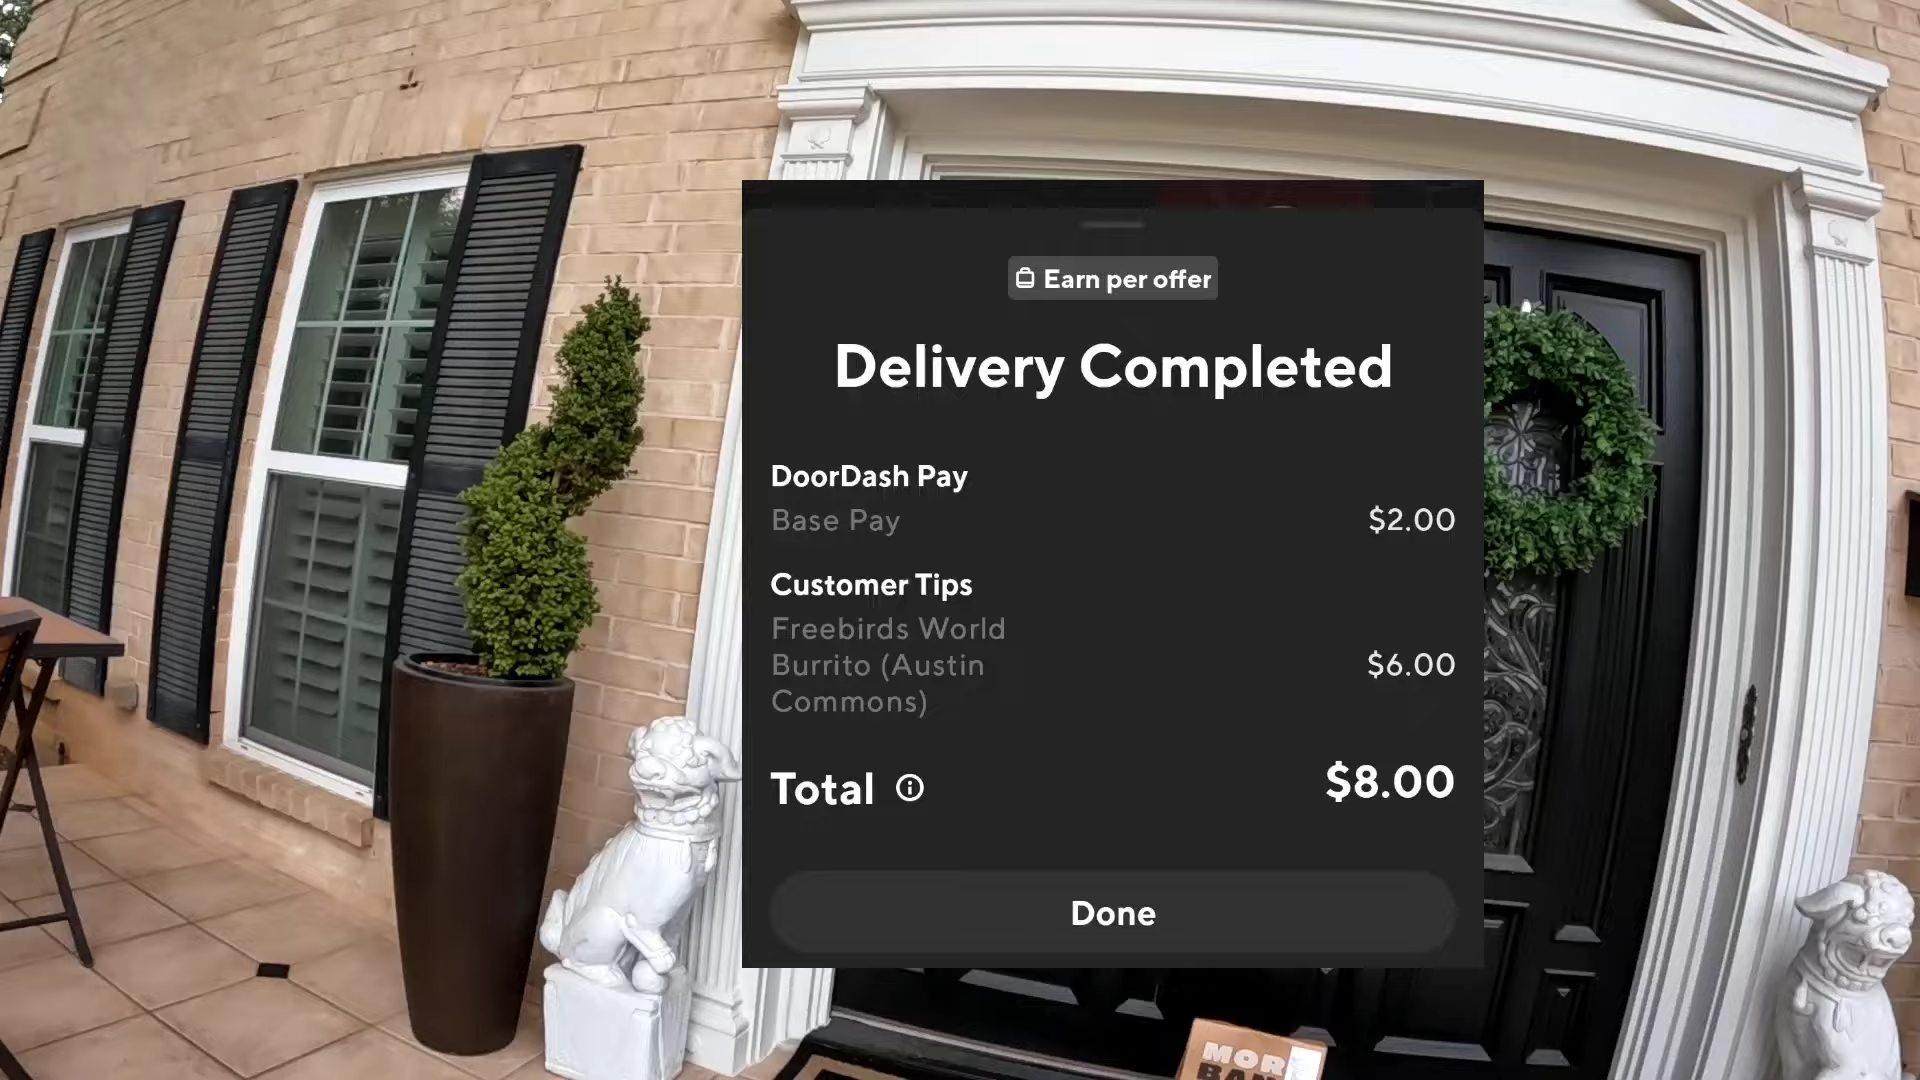 Earn per offer
Delivery Completed
DoorDash Pay
Base Pay $2.00
Customer Tips
Freebirds World
Burrito (Austin $6.00
Commons)
Total $8.00
Done
MOR